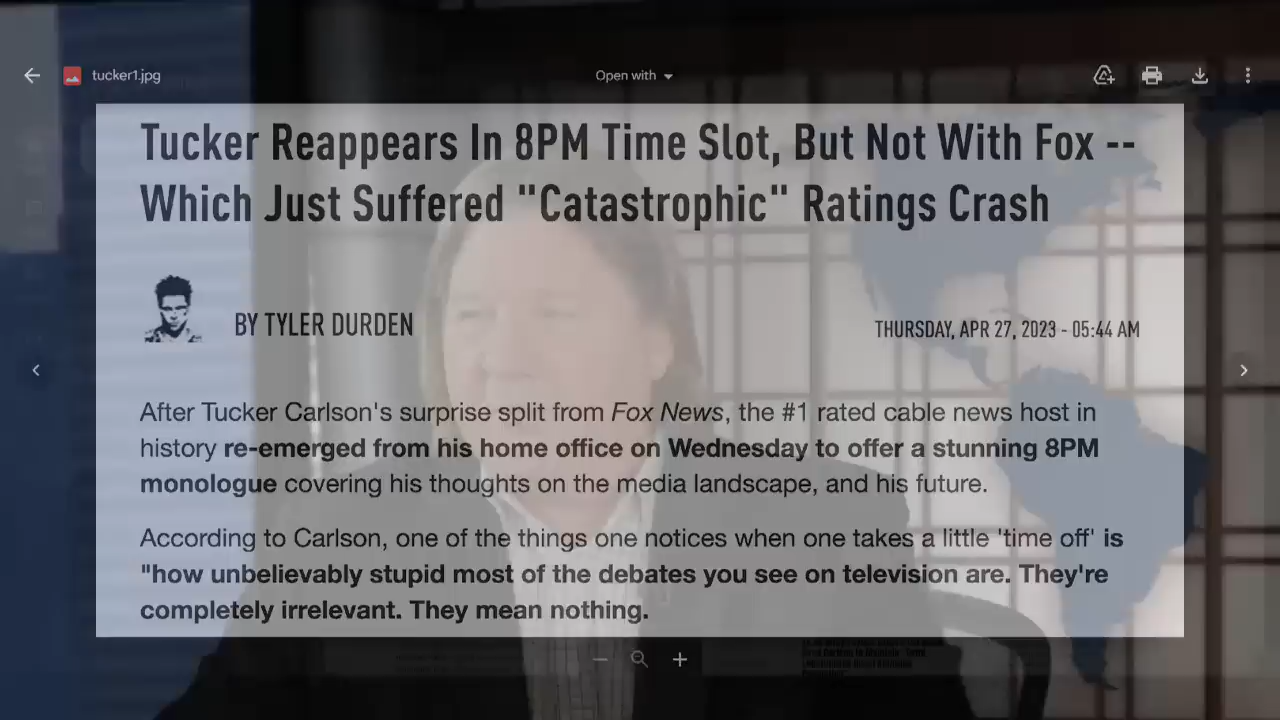 tucker1.jpg
Open with
Tucker Reappears In 8PM Time Slot, But Not With Fox --
Which Just Suffered "Catastrophic" Ratings Crash
BY TYLER DURDEN
THURSDAY, APR 27, 2023 - 05:44 AM
After Tucker Carlson's surprise split from Fox News, the #1 rated cable news host in
history re-emerged from his home office on Wednesday to offer a stunning 8PM
monologue covering his thoughts on the media landscape, and his future.
According to Carlson, one of the things one notices when one takes a little 'time off' is
"how unbelievably stupid most of the debates you see on television are. They're
completely irrelevant. They mean nothing.